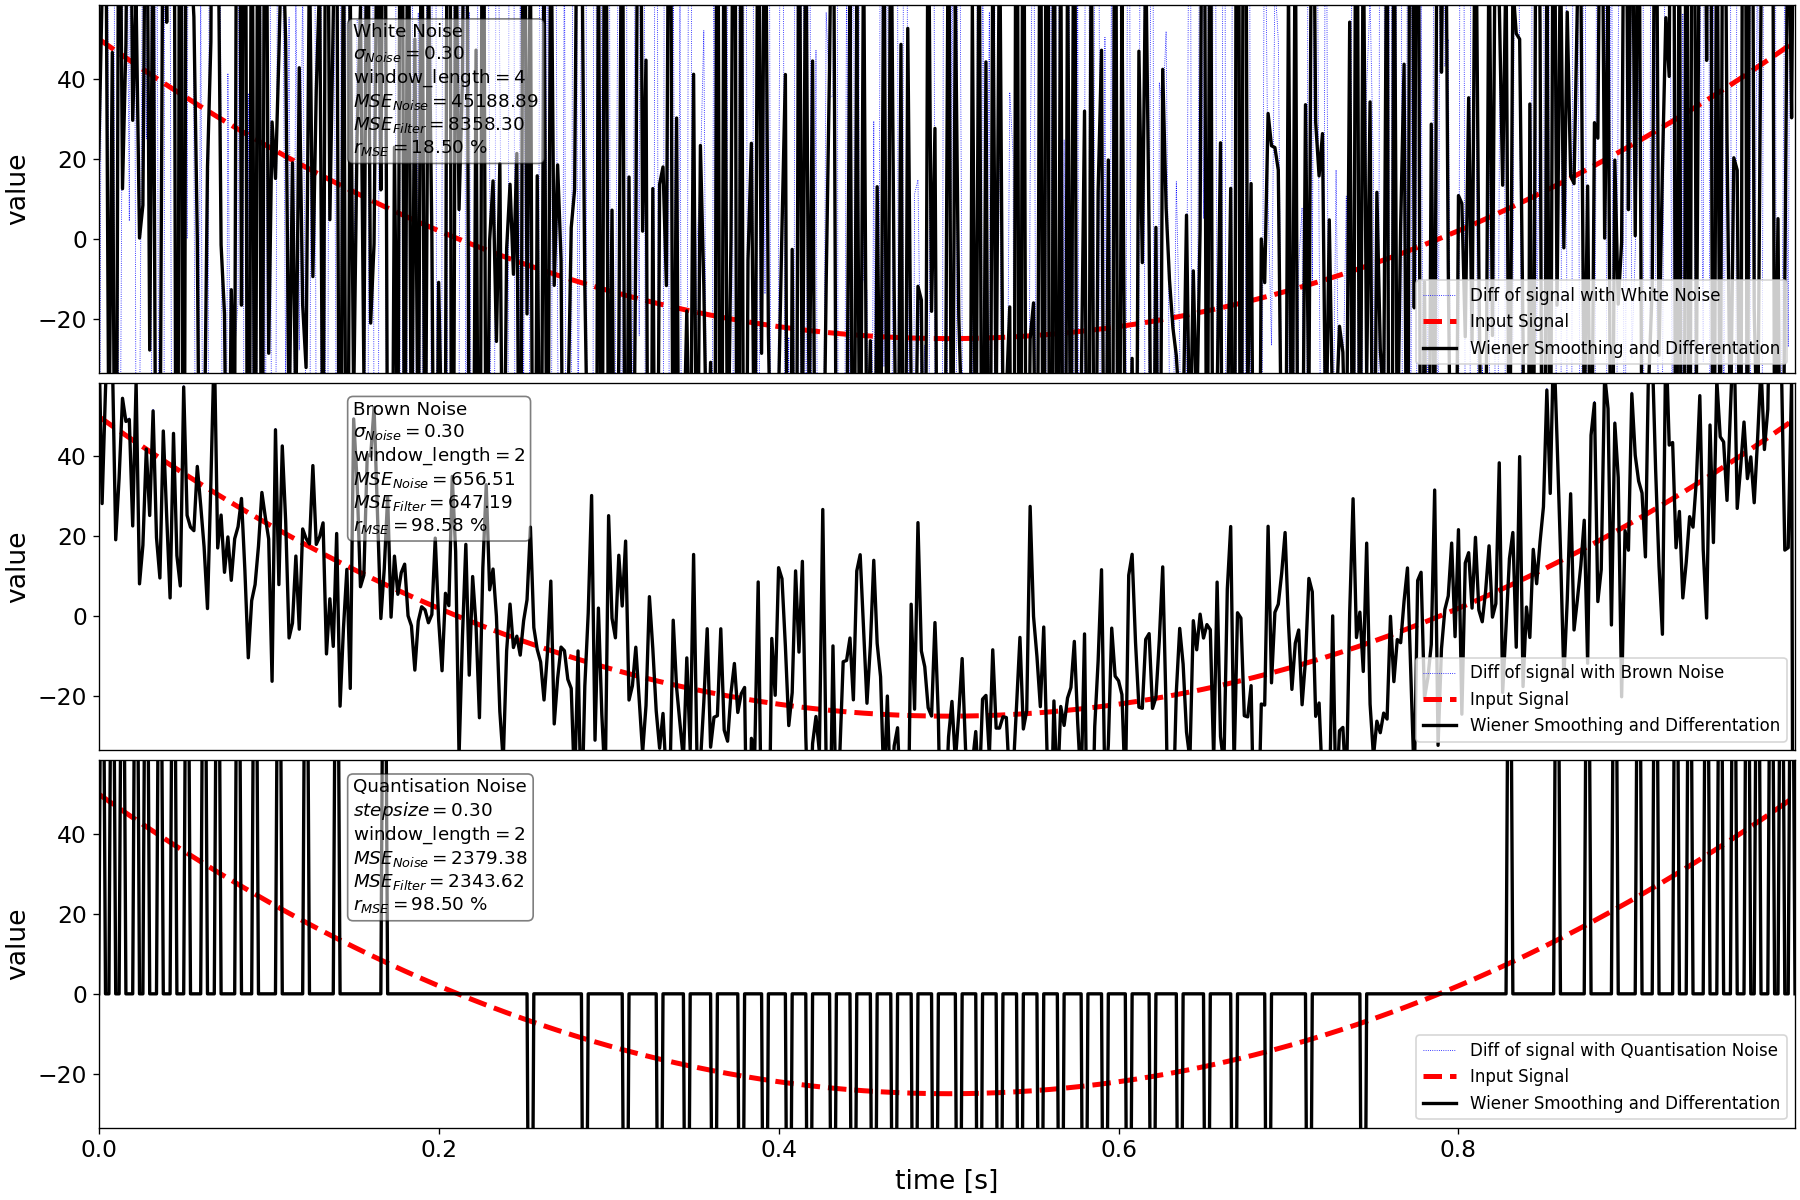 White Noise
σNoise = 0.30
window_length = 4
MSENoise = 45188.89
MSEFilter = 8358.30
rMSE = 18.50 %
40
20
0
−20
value
Diff of signal with White Noise
Input Signal
Wiener Smoothing and Differentation
Brown Noise
σNoise = 0.30
window_length = 2
MSENoise = 656.51
MSEFilter = 647.19
rMSE = 98.58 %
40
20
0
−20
value
Diff of signal with Brown Noise
Input Signal
Wiener Smoothing and Differentation
Quantisation Noise
stepsize = 0.30
window_length = 2
MSENoise = 2379.38
MSEFilter = 2343.62
rMSE = 98.50 %
40
20
0
−20
value
Diff of signal with Quantisation Noise
Input Signal
Wiener Smoothing and Differentation
0.0 0.2 0.4 0.6 0.8
time [s]